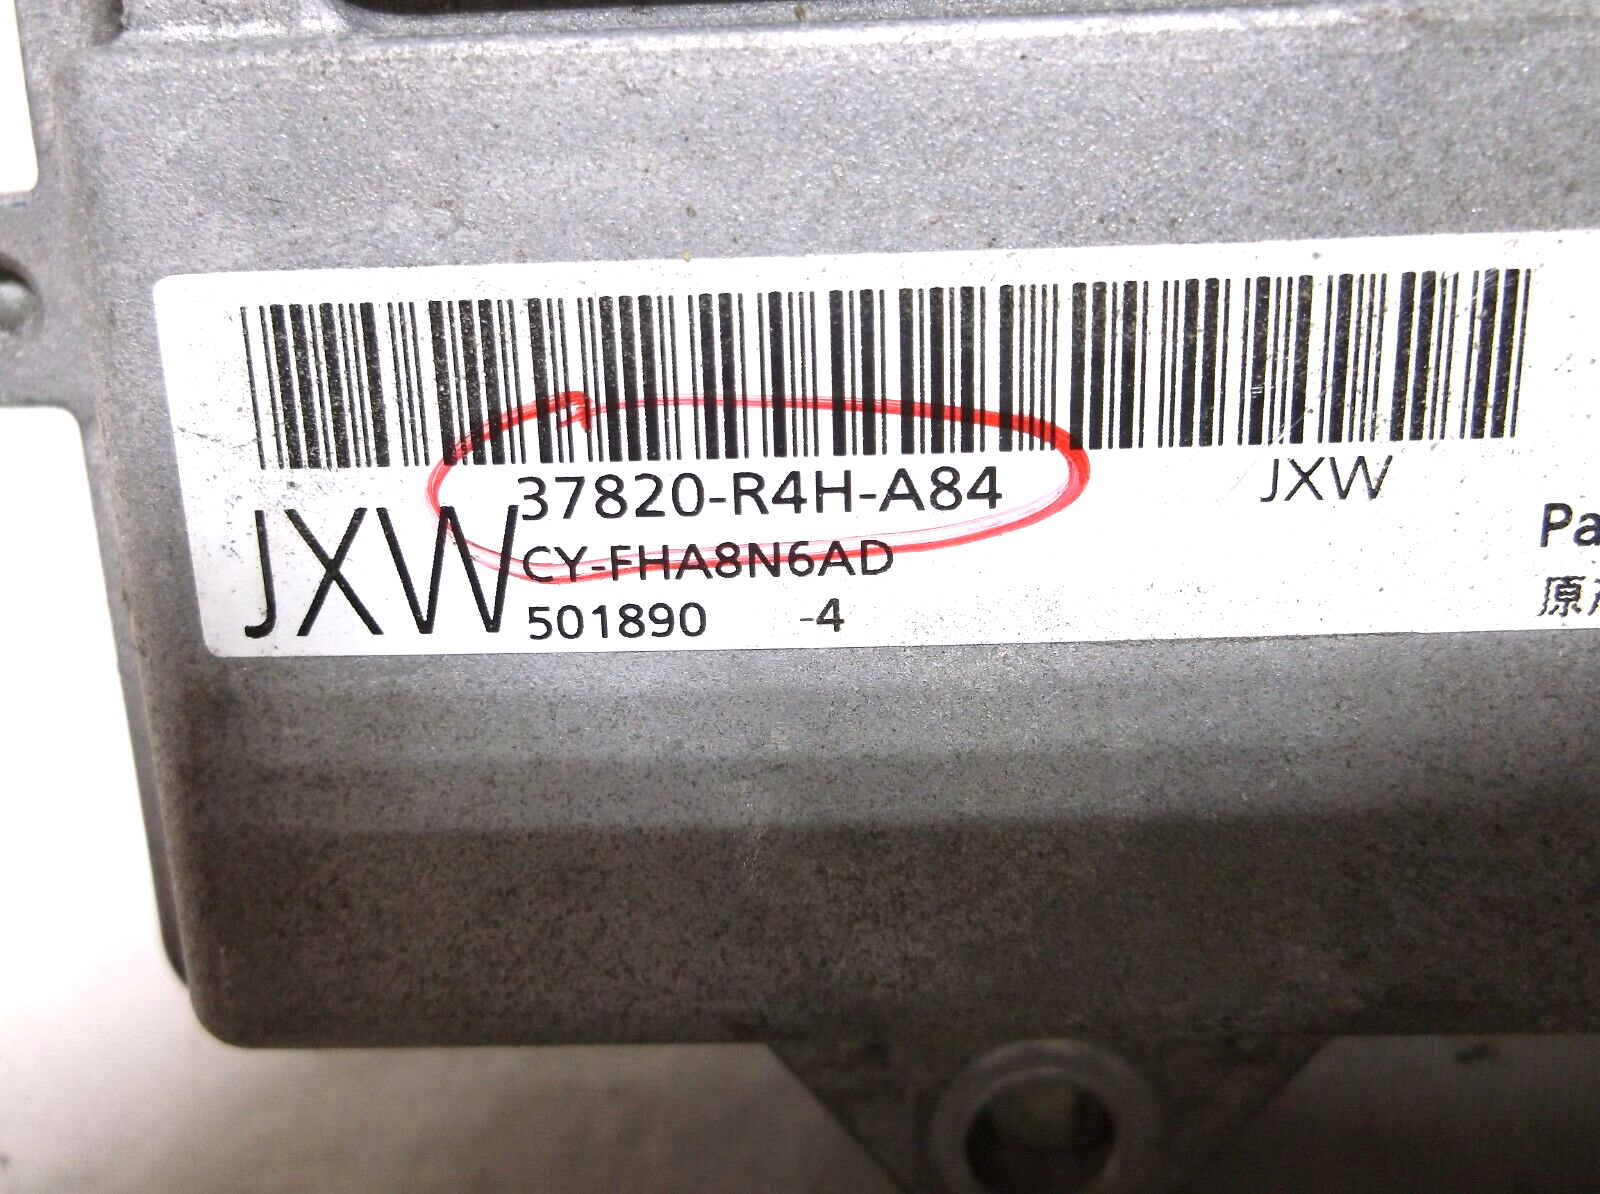 37820-R4H-A84
JXW
JXW
CY-FHA8N6AD
501890 -4
Pa
原